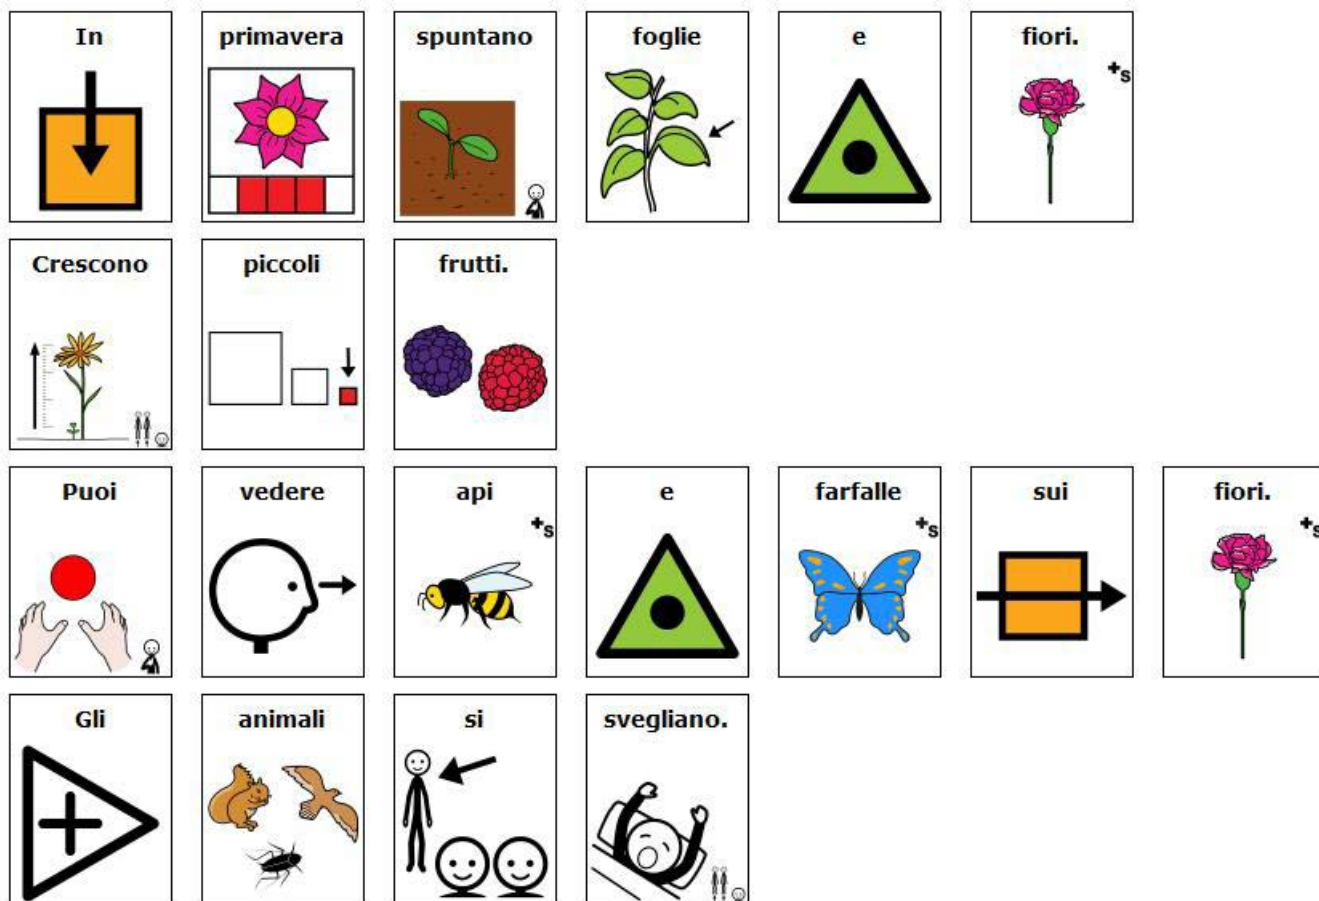 In primavera spuntano foglie e fiori.
+s
Crescono piccoli frutti.
Puoi vedere api e farfalle sui fiori.
+s +s +s
Gli animali si svegliano.